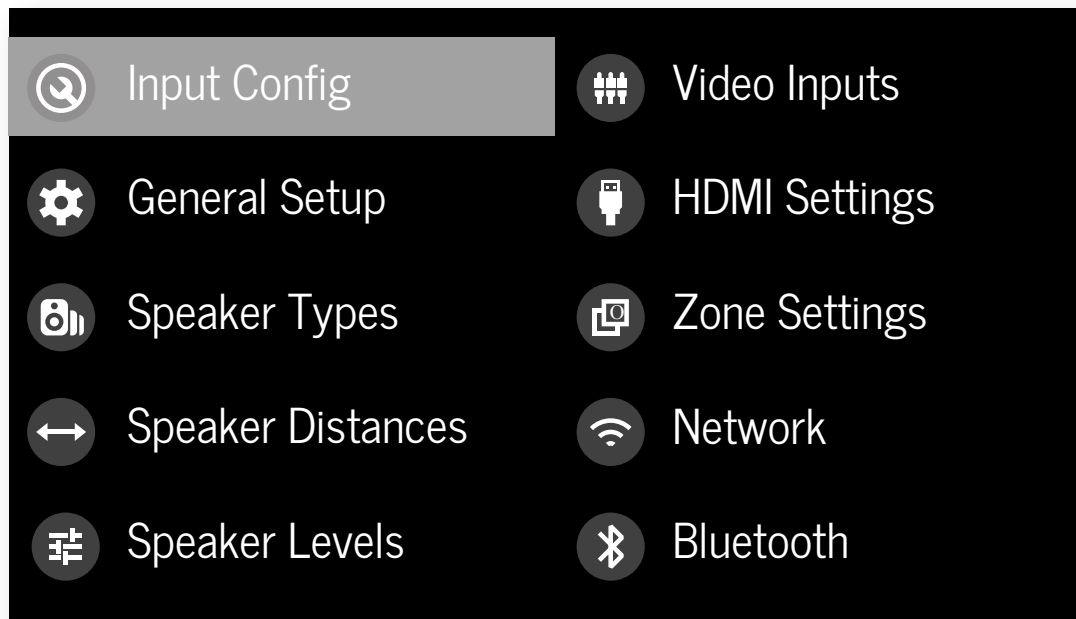 Input Config
General Setup
Speaker Types
Speaker Distances
Speaker Levels
Video Inputs
HDMI Settings
Zone Settings
Network
Bluetooth